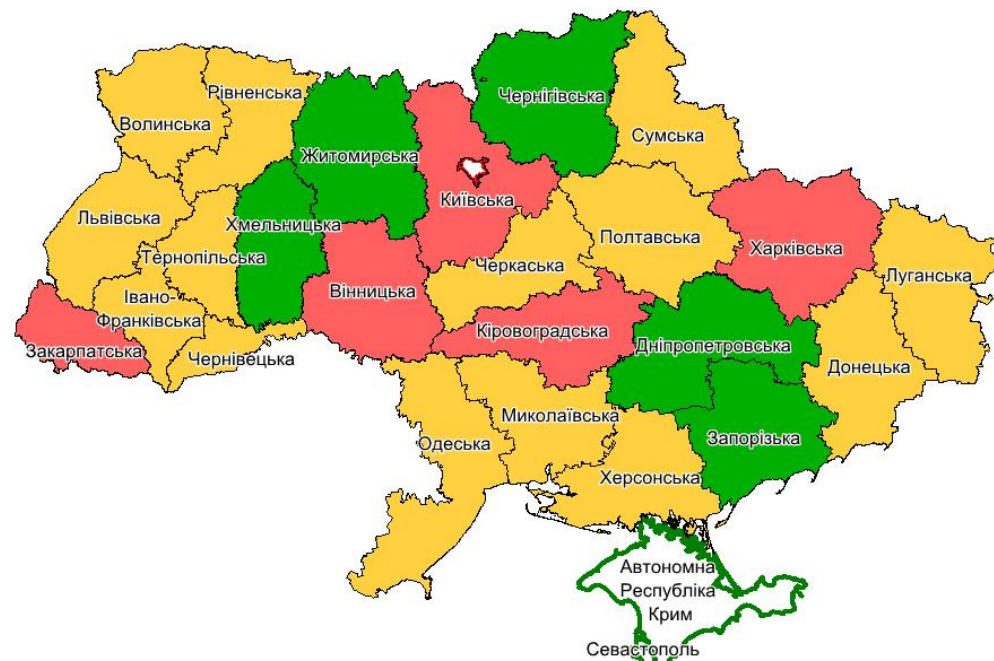 Чернігівська
Рівненська
Волинська
Сумська
Житомирська
Київська
Львівська
Хмельницька
Полтавська
Харківська
Тернопільська
Черкаська
Луганська
Вінницька
Івано-
Франківська
Кіровоградська
Закарпатська
Чернівецька
Дніпропетровська
Донецька
Миколаївська
Одеська
Запорізька
Херсонська
Автономна
Республіка
Крим
Севастополь